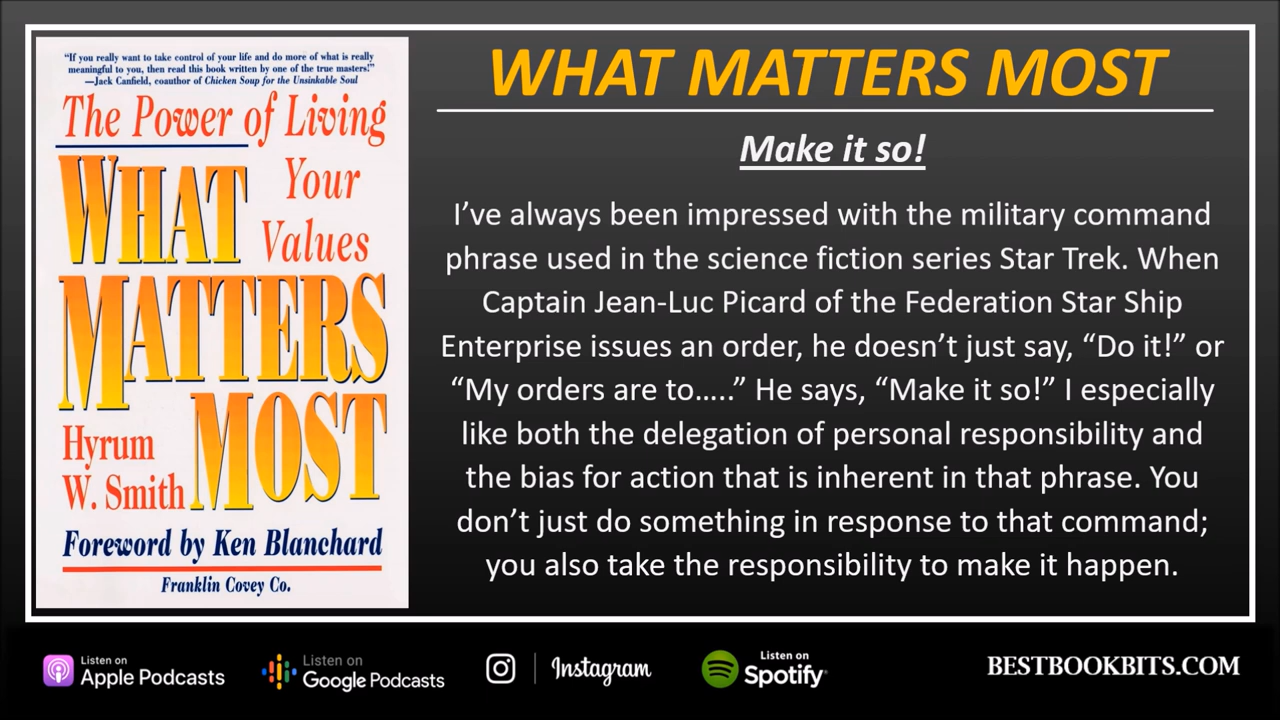 “If you really want to take control of your life and do more of what is really
meaningful to you, then read this book written by one of the true masters!”
—Jack Canfield, coauthor of Chicken Soup for the Unsinkable Soul
The Power of Living
Your
Values
WHAT
MATTERS
MOST
Hyrum
W. Smith
Foreword by Ken Blanchard
Franklin Covey Co.
WHAT MATTERS MOST
Make it so!
I’ve always been impressed with the military command
phrase used in the science fiction series Star Trek. When
Captain Jean-Luc Picard of the Federation Star Ship
Enterprise issues an order, he doesn’t just say, “Do it!” or
“My orders are to…..” He says, “Make it so!” I especially
like both the delegation of personal responsibility and
the bias for action that is inherent in that phrase. You
don’t just do something in response to that command;
you also take the responsibility to make it happen.
Listen on
Apple Podcasts
Listen on
Google Podcasts
Instagram
Listen on
Spotify
BESTBOOKBITS.COM